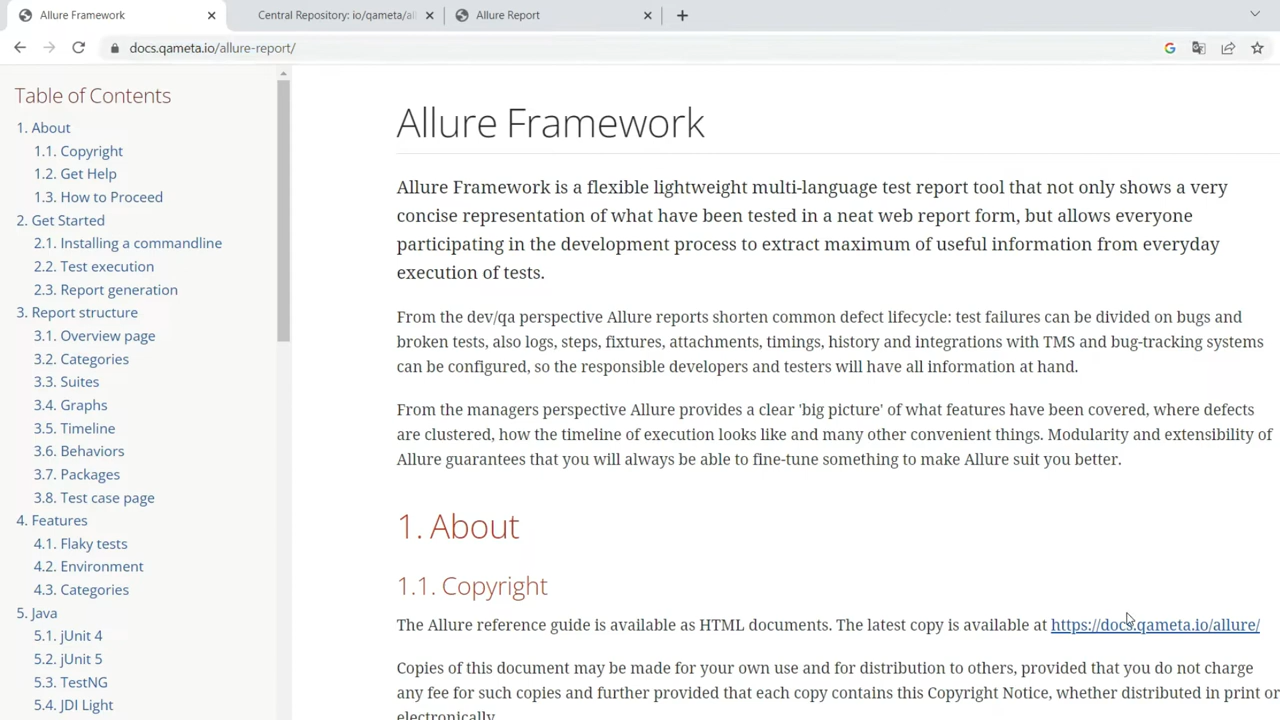 Allure Framework
Central Repository: io/qameta/al
Allure Report
docs.qameta.io/allure-report/
Table of Contents
1. About
1.1. Copyright
1.2. Get Help
1.3. How to Proceed
2. Get Started
2.1. Installing a commandline
2.2. Test execution
2.3. Report generation
3. Report structure
3.1. Overview page
3.2. Categories
3.3. Suites
3.4. Graphs
3.5. Timeline
3.6. Behaviors
3.7. Packages
3.8. Test case page
4. Features
4.1. Flaky tests
4.2. Environment
4.3. Categories
5. Java
5.1. jUnit 4
5.2. jUnit 5
5.3. TestNG
5.4. JDI Light
Allure Framework
Allure Framework is a flexible lightweight multi-language test report tool that not only shows a very
concise representation of what have been tested in a neat web report form, but allows everyone
participating in the development process to extract maximum of useful information from everyday
execution of tests.
From the dev/qa perspective Allure reports shorten common defect lifecycle: test failures can be divided on bugs and
broken tests, also logs, steps, fixtures, attachments, timings, history and integrations with TMS and bug-tracking systems
can be configured, so the responsible developers and testers will have all information at hand.
From the managers perspective Allure provides a clear 'big picture' of what features have been covered, where defects
are clustered, how the timeline of execution looks like and many other convenient things. Modularity and extensibility of
Allure guarantees that you will always be able to fine-tune something to make Allure suit you better.
1. About
1.1. Copyright
The Allure reference guide is available as HTML documents. The latest copy is available at https://docs.qameta.io/allure/
Copies of this document may be made for your own use and for distribution to others, provided that you do not charge
any fee for such copies and further provided that each copy contains this Copyright Notice, whether distributed in print or
electronically.